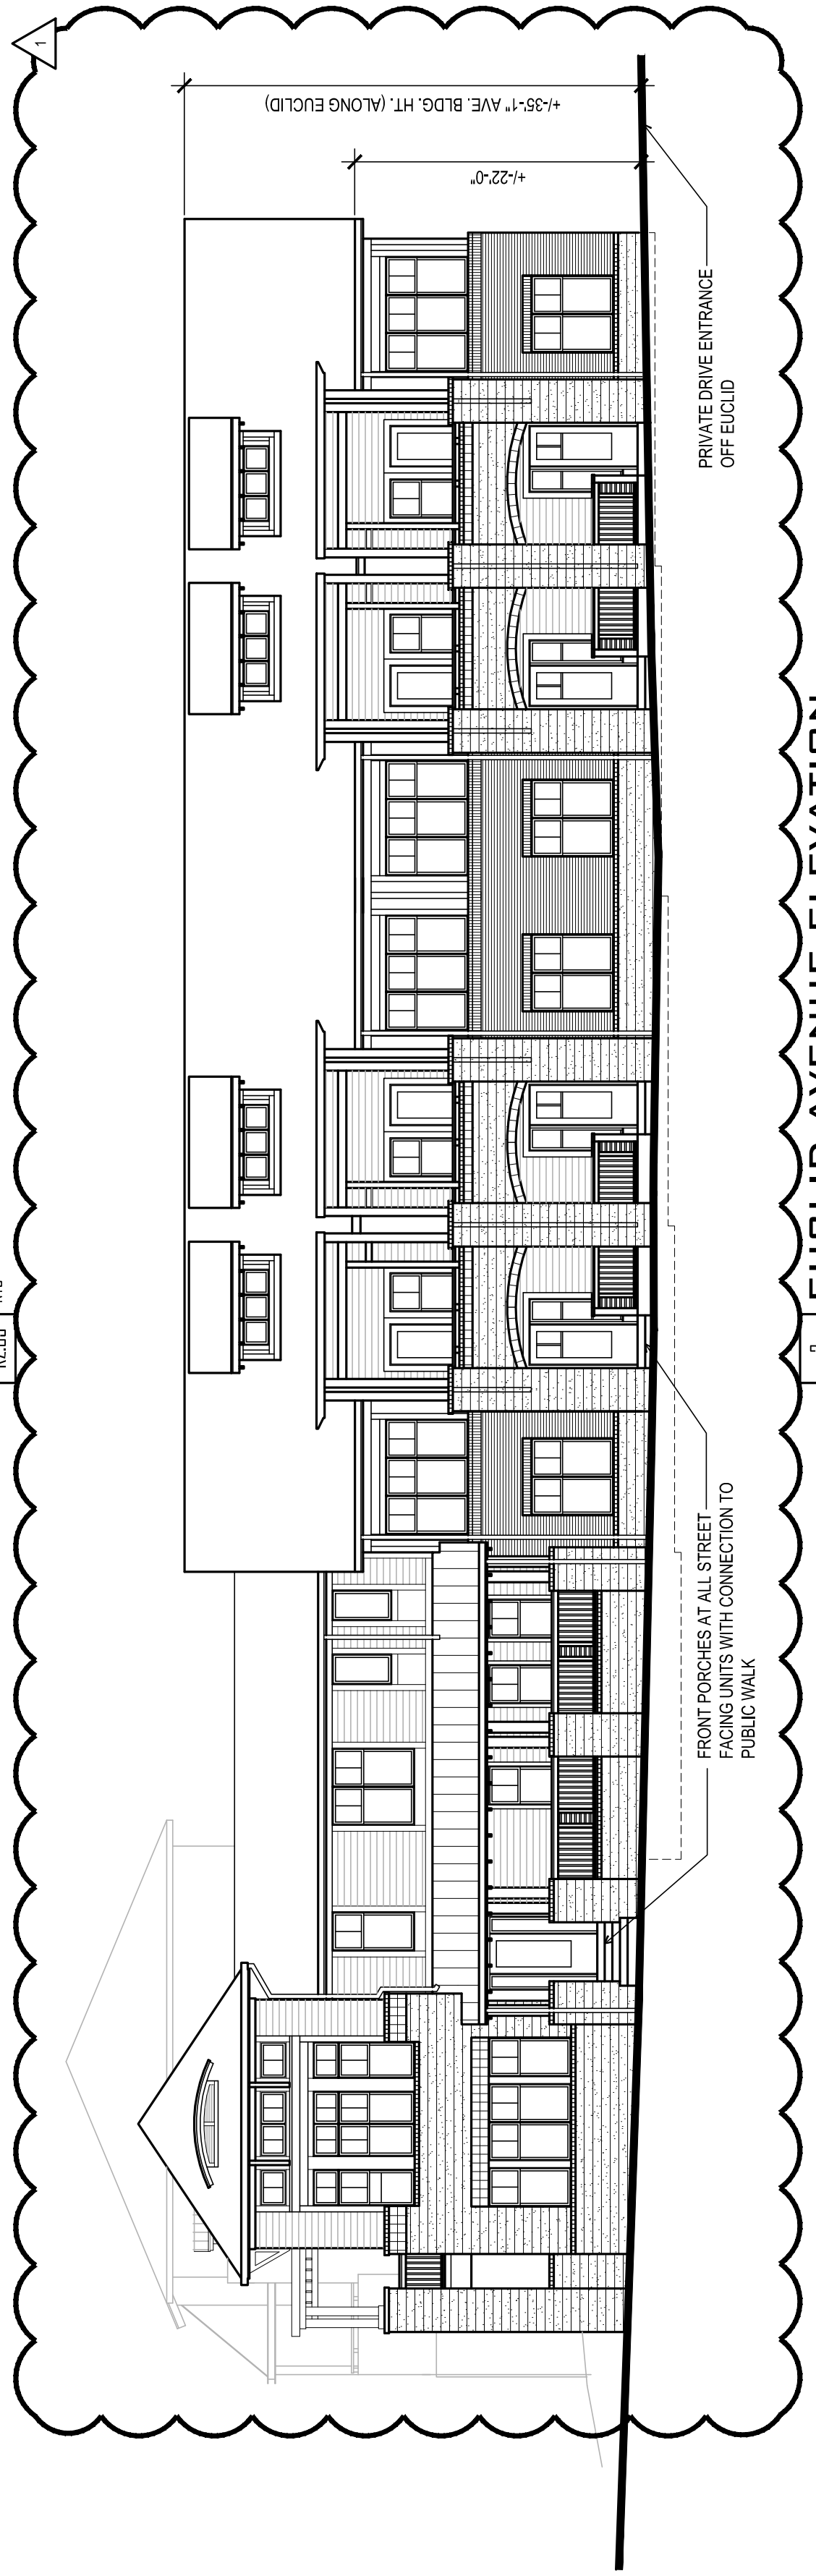 1
+/-35'-1" AVE. BLDG. HT. (ALONG EUCLID)
+/-22'-0"
PRIVATE DRIVE ENTRANCE
OFF EUCLID
FRONT PORCHES AT ALL STREET
FACING UNITS WITH CONNECTION TO
PUBLIC WALK
EUCLID AVENUE ELEVATION